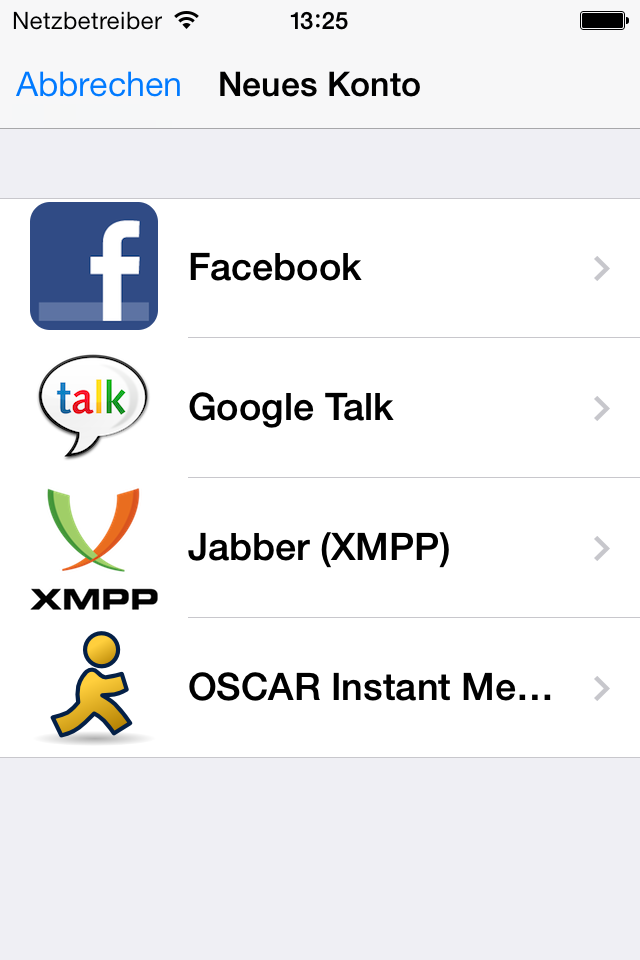 Netzbetreiber 13:25
Abbrechen Neues Konto
Facebook
talk
Google Talk
Jabber (XMPP)
XMPP
OSCAR Instant Me...